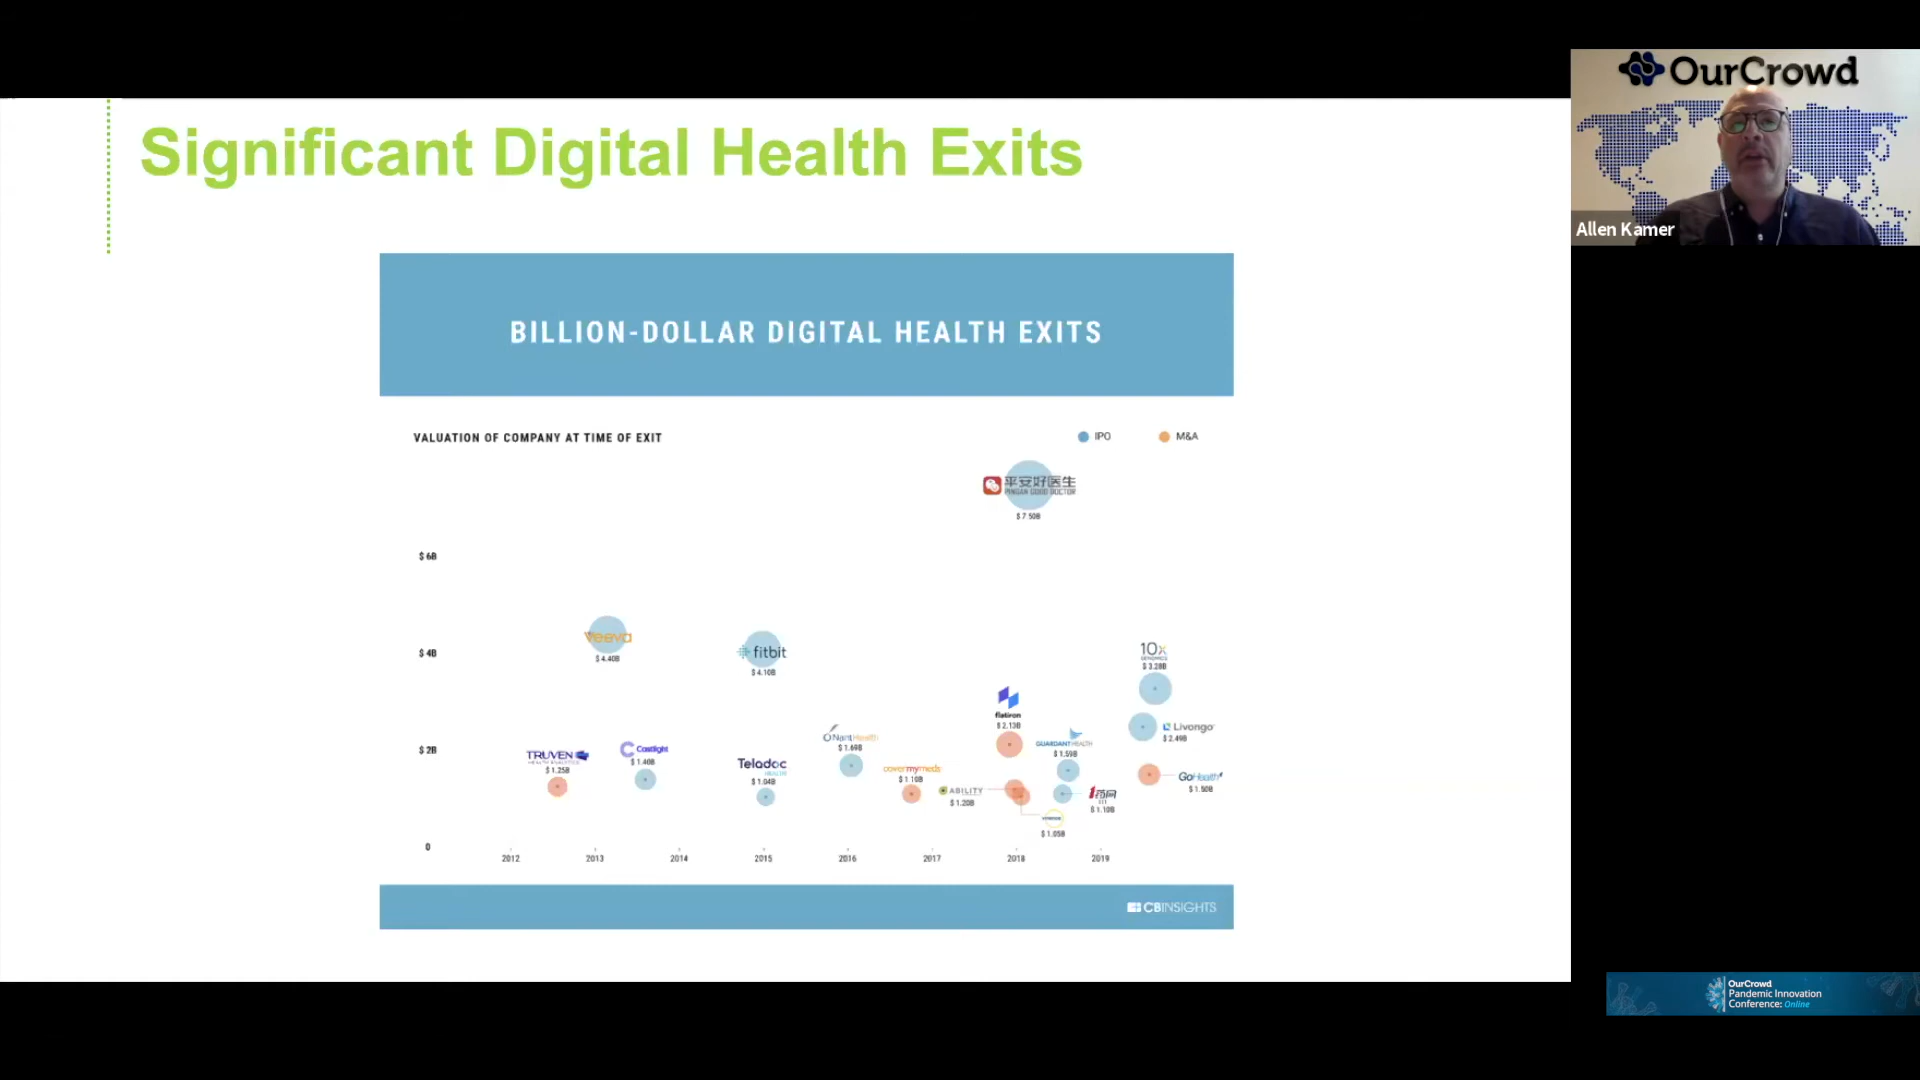 Significant Digital Health Exits
BILLION-DOLLAR DIGITAL HEALTH EXITS
VALUATION OF COMPANY AT TIME OF EXIT
IPO
M&A
平安好医生
PINGAN GOOD DOCTOR
$ 7.50B
$ 6B
Veeva
$ 4.40B
fitbit
$ 4.10B
$ 4B
10x
GENOMICS
$ 3.28B
flatiron
$ 2.13B
Livongo
$ 2.49B
NantHealth
$ 1.69B
GUARDANT HEALTH
$ 1.59B
$ 2B
TRUVEN
HEALTH ANALYTICS
$ 1.25B
Castlight
$ 1.40B
Teladoc
HEALTH
$ 1.04B
covermymeds
$ 1.10B
ABILITY
$ 1.20B
GoHealth
$ 1.50B
1药网
$ 1.10B
$ 1.05B
0
2012
2013
2014
2015
2016
2017
2018
2019
CBINSIGHTS
OurCrowd
Allen Kamer
OurCrowd
Pandemic Innovation
Conference: Online